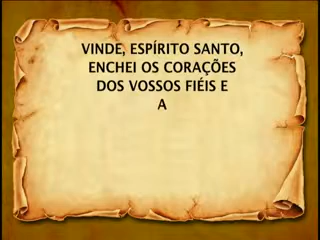 VINDE, ESPÍRITO SANTO,
ENCHEI OS CORAÇÕES
DOS VOSSOS FIÉIS E
A